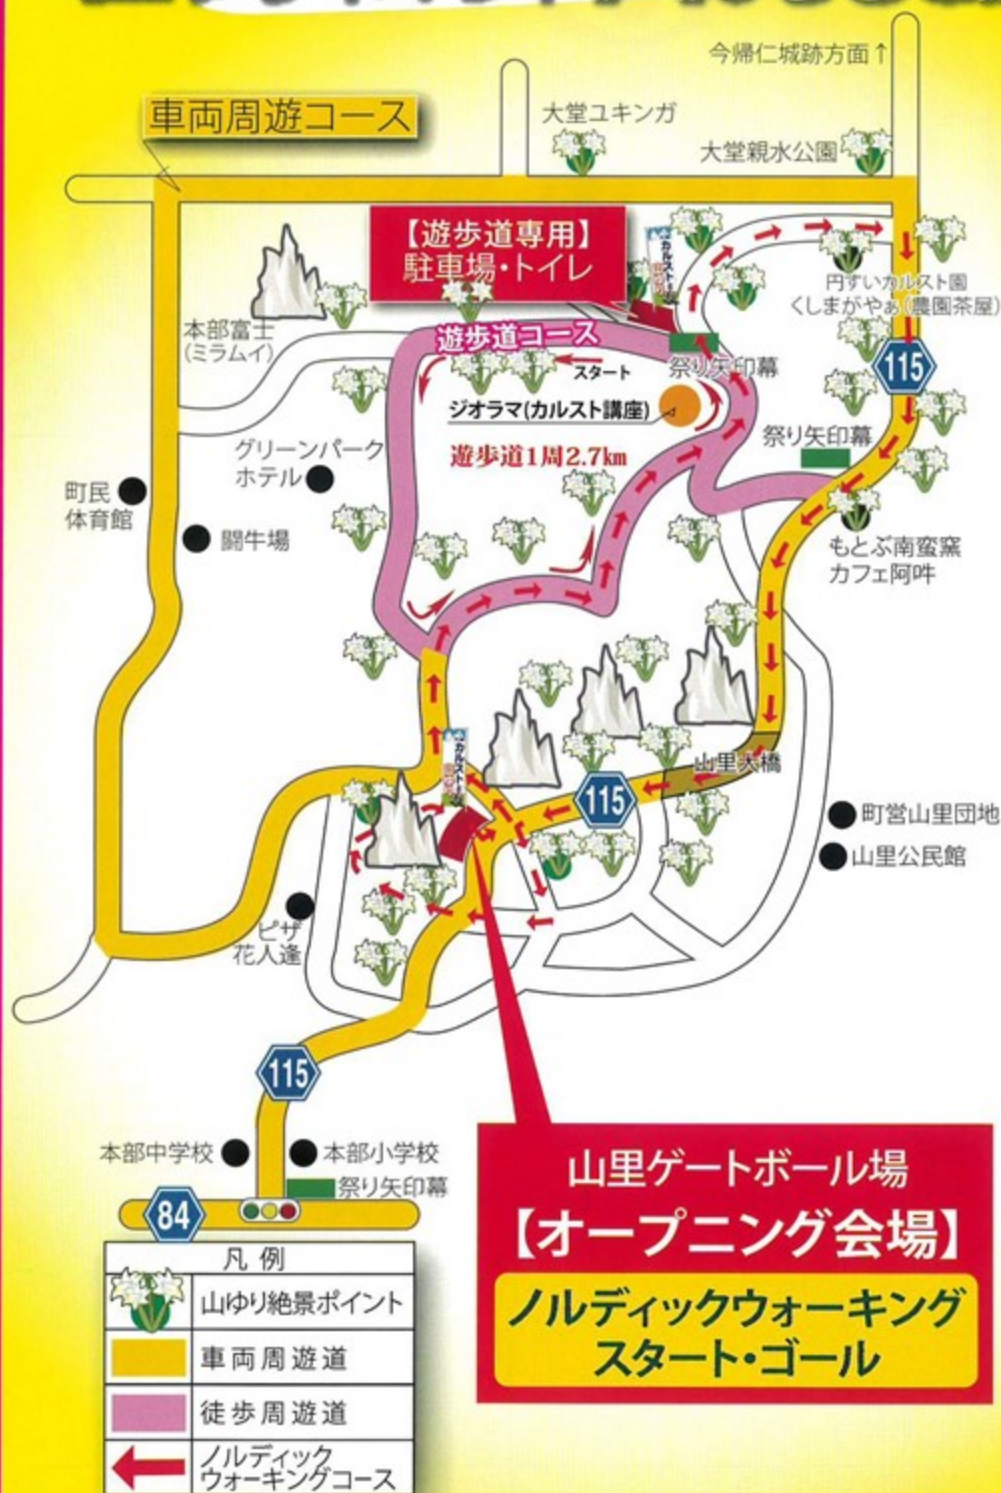 今帰仁城跡方面↑
車両周遊コース
大堂ユキンガ
大堂親水公園
【遊歩道専用】
駐車場・トイレ
円すいカルスト園
くしまがやぁ(農園茶屋)
本部富士
(ミラムイ)
遊歩道コース
スタート
祭り矢印幕
115
ジオラマ(カルスト講座)
祭り矢印幕
遊歩道1周2.7km
グリーンパーク
ホテル
町民
体育館
闘牛場
もとぶ南蛮窯
カフェ阿吽
山里大橋
115
町営山里団地
山里公民館
ピザ
花人逢
115
本部中学校
本部小学校
祭り矢印幕
84
山里ゲートボール場
【オープニング会場】
ノルディックウォーキング
スタート・ゴール
凡例
山ゆり絶景ポイント
車両周遊道
徒歩周遊道
ノルディック
ウォーキングコース